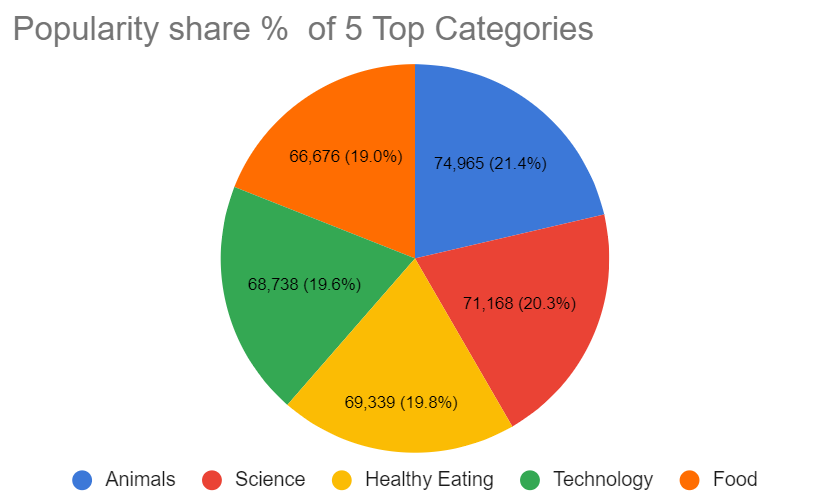 Popularity share %  of 5 Top Categories
66,676 (19.0%)
74,965 (21.4%)
68,738 (19.6%)
71,168 (20.3%)
69,339 (19.8%)
Animals Science Healthy Eating Technology Food